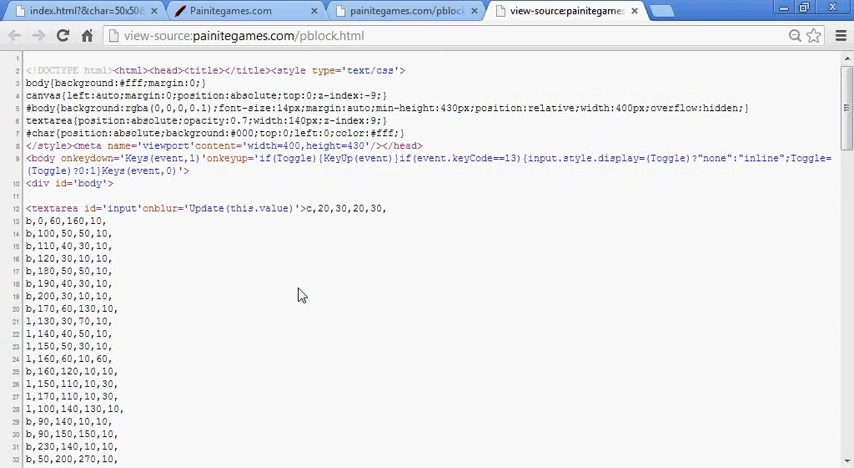 index.html?&char=50x508
Painitegames.com
painitegames.com/pblock
view-source:painitegames
view-source:painitegames.com/pblock.html
1
2 <!DOCTYPE html><html><head><title></title><style type='text/css'>
3 body{background:#fff;margin:0;}
4 canvas{left:auto;margin:0;position:absolute;top:0;z-index:-9;}
5 #body{background:rgba(0,0,0,0.1);font-size:14px;margin:auto;min-height:430px;position:relative;width:400px;overflow:hidden;}
6 textarea{position:absolute;opacity:0.7;width:140px;z-index:9;}
7 #char{position:absolute;background:#000;top:0;left:0;color:#fff;}
8 </style><meta name='viewport'content='width=400,height=430'/></head>
9 <body onkeydown='Keys(event,1)'onkeyup='if(Toggle){KeyUp(event)}if(event.keyCode==13){input.style.display=(Toggle)?"none":"inline";Toggle=
(Toggle)?0:1}Keys(event,0)'>
10 <div id='body'>
11
12 <textarea id='input'onblur='Update(this.value)'>c,20,30,20,30,
13 b,0,60,160,10,
14 b,100,50,50,10,
15 b,110,40,30,10,
16 b,120,30,10,10,
17 b,180,50,50,10,
18 b,190,40,30,10,
19 b,200,30,10,10,
20 b,170,60,130,10,
21 l,130,30,70,10,
22 l,140,40,50,10,
23 l,150,50,30,10,
24 l,160,60,10,60,
25 b,160,120,10,10,
26 l,150,110,10,30,
27 l,170,110,10,30,
28 l,100,140,130,10,
29 b,90,140,10,10,
30 b,90,150,150,10,
31 b,230,140,10,10,
32 b,50,200,270,10,